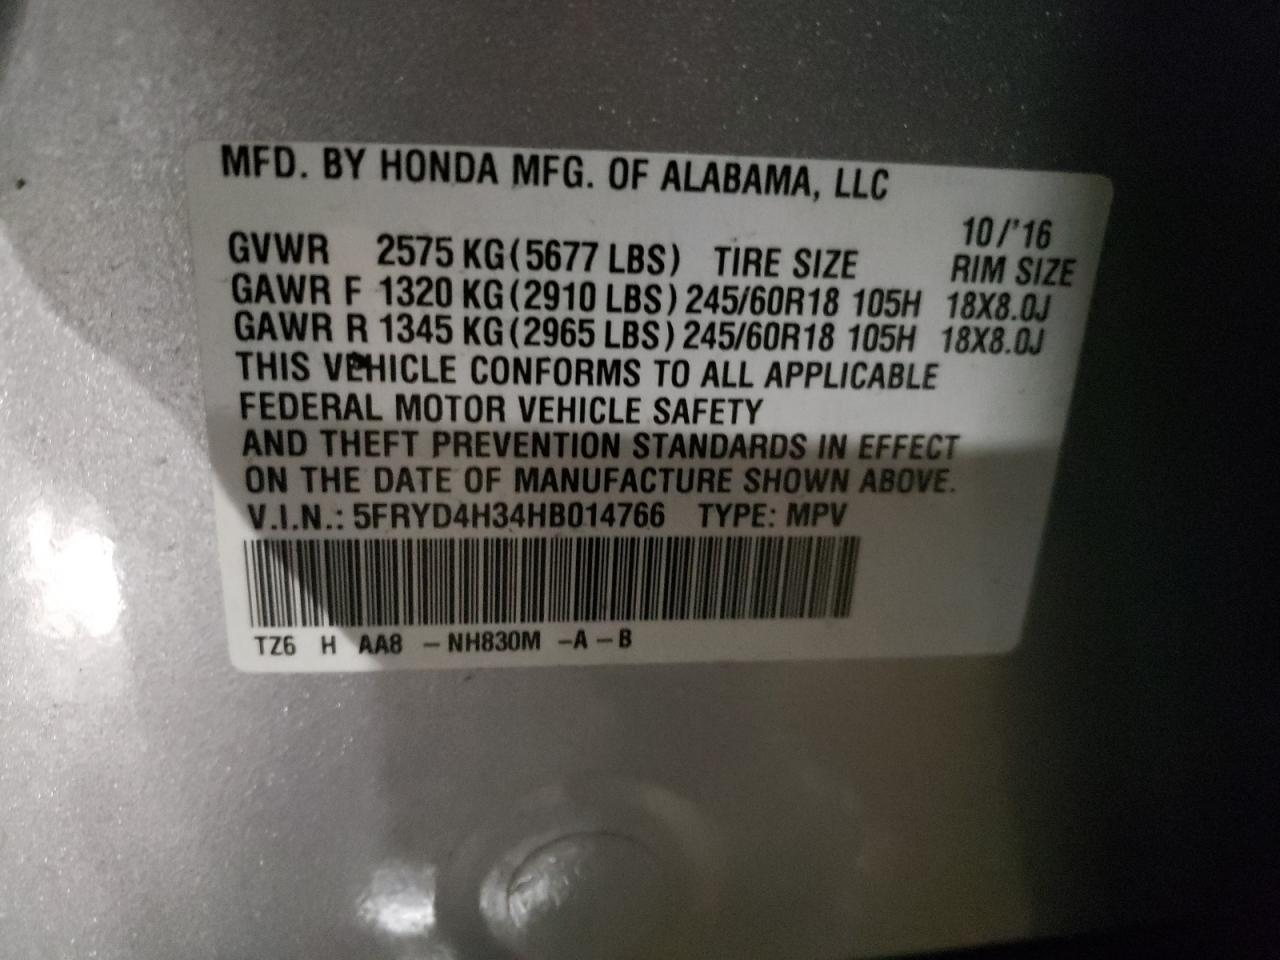 MFD. BY HONDA MFG. OF ALABAMA, LLC
10/'16
GVWR 2575 KG(5677 LBS) TIRE SIZE RIM SIZE
GAWR F 1320 KG(2910 LBS) 245/60R18 105H 18X8.0J
GAWR R 1345 KG(2965 LBS) 245/60R18 105H 18X8.0J
THIS VEHICLE CONFORMS TO ALL APPLICABLE
FEDERAL MOTOR VEHICLE SAFETY
AND THEFT PREVENTION STANDARDS IN EFFECT
ON THE DATE OF MANUFACTURE SHOWN ABOVE.
V.I.N.: 5FRYD4H34HB014766 TYPE: MPV
TZ6 H AA8 – NH830M –A – B